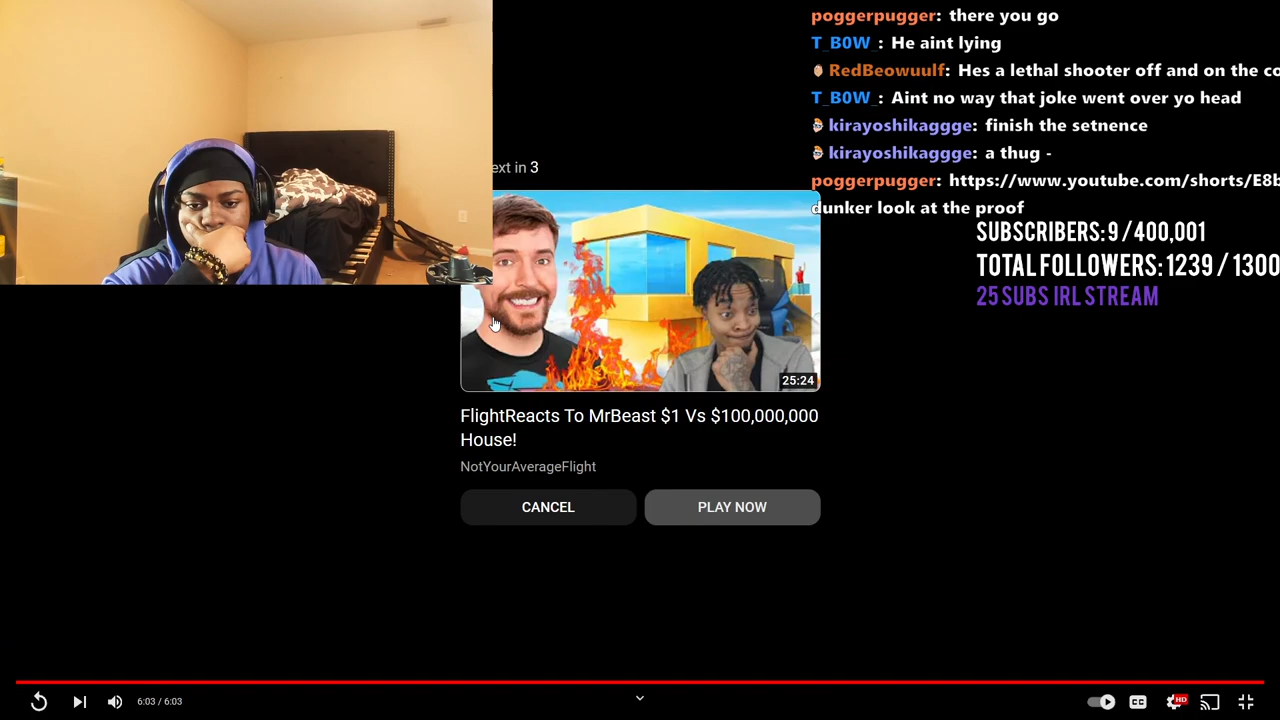 poggerpugger: there you go
T_B0W_: He aint lying
RedBeowuulf: Hes a lethal shooter off and on the co
T_B0W_: Aint no way that joke went over yo head
kirayoshikaggge: finish the setnence
kirayoshikaggge: a thug -
poggerpugger: https://www.youtube.com/shorts/E8b
dunker look at the proof
SUBSCRIBERS: 9 / 400,001
TOTAL FOLLOWERS: 1239 / 1300
25 SUBS IRL STREAM
ext in 3
25:24
FlightReacts To MrBeast $1 Vs $100,000,000
House!
NotYourAverageFlight
CANCEL
PLAY NOW
6:03 / 6:03
CC
HD